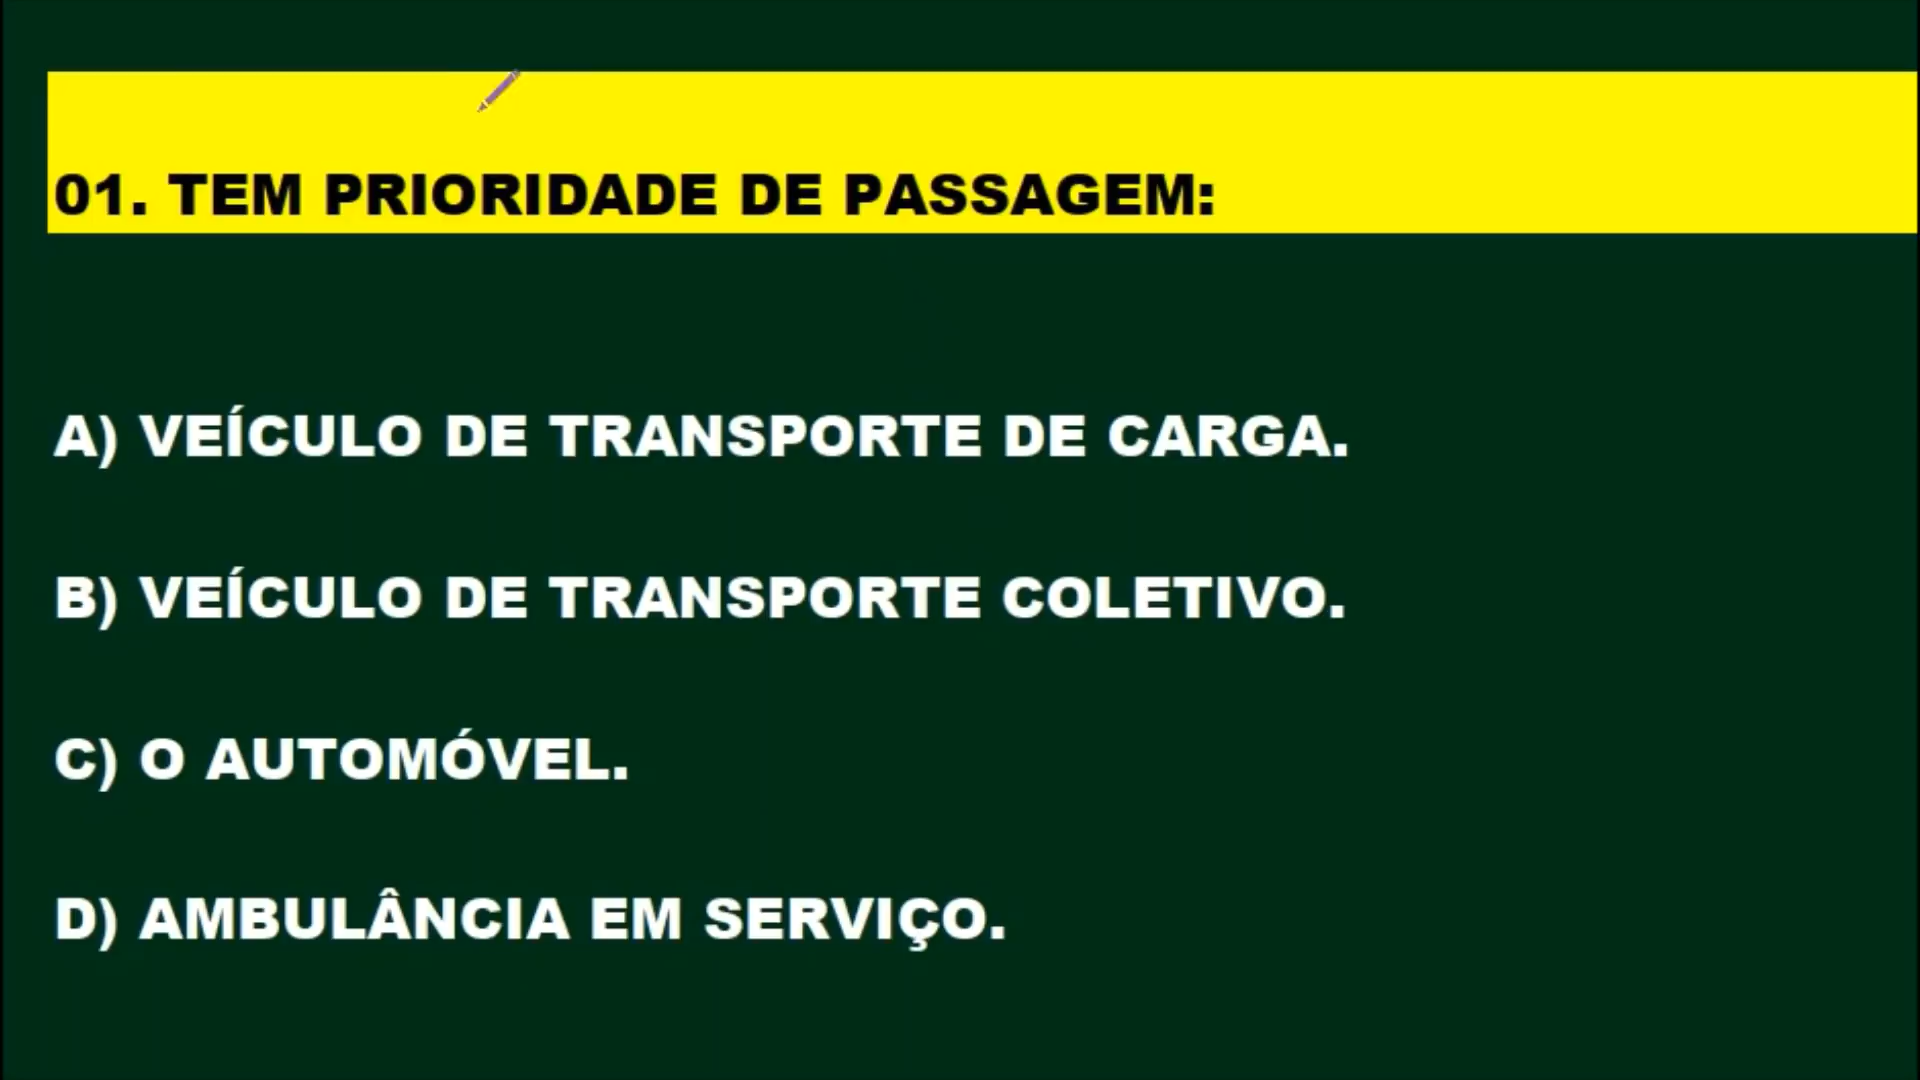 01. TEM PRIORIDADE DE PASSAGEM:
A) VEÍCULO DE TRANSPORTE DE CARGA.
B) VEÍCULO DE TRANSPORTE COLETIVO.
C) O AUTOMÓVEL.
D) AMBULÂNCIA EM SERVIÇO.